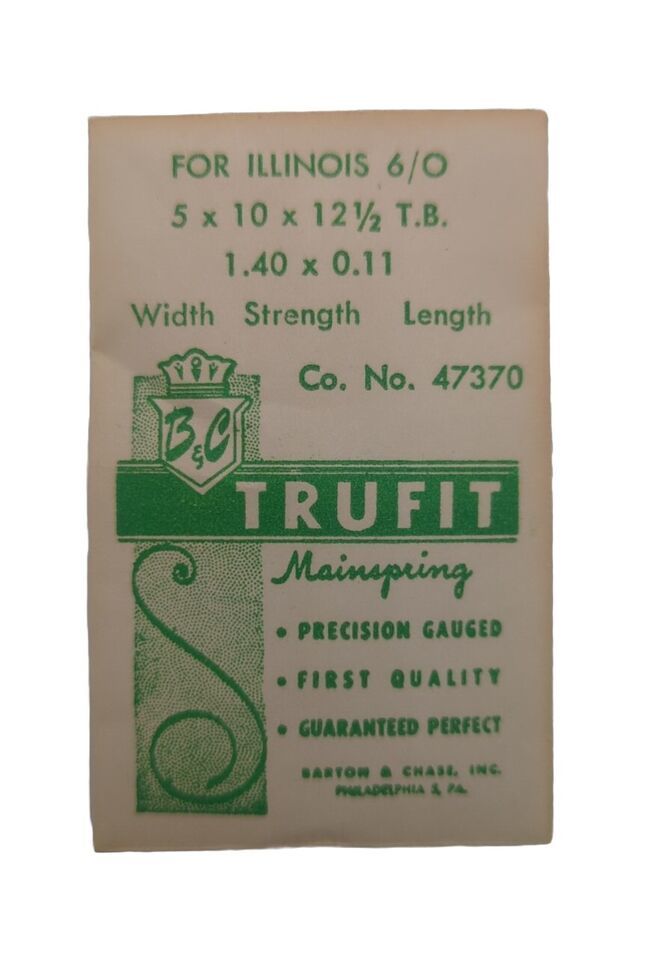 FOR ILLINOIS 6/0
5 x 10 x 12½ T.B.
1.40 x 0.11
Width Strength Length
Co. No. 47370
B&C
TRUFIT
Mainspring
• PRECISION GAUGED
• FIRST QUALITY
• GUARANTEED PERFECT
BARTON & CHASE, INC.
PHILADELPHIA 5, PA.